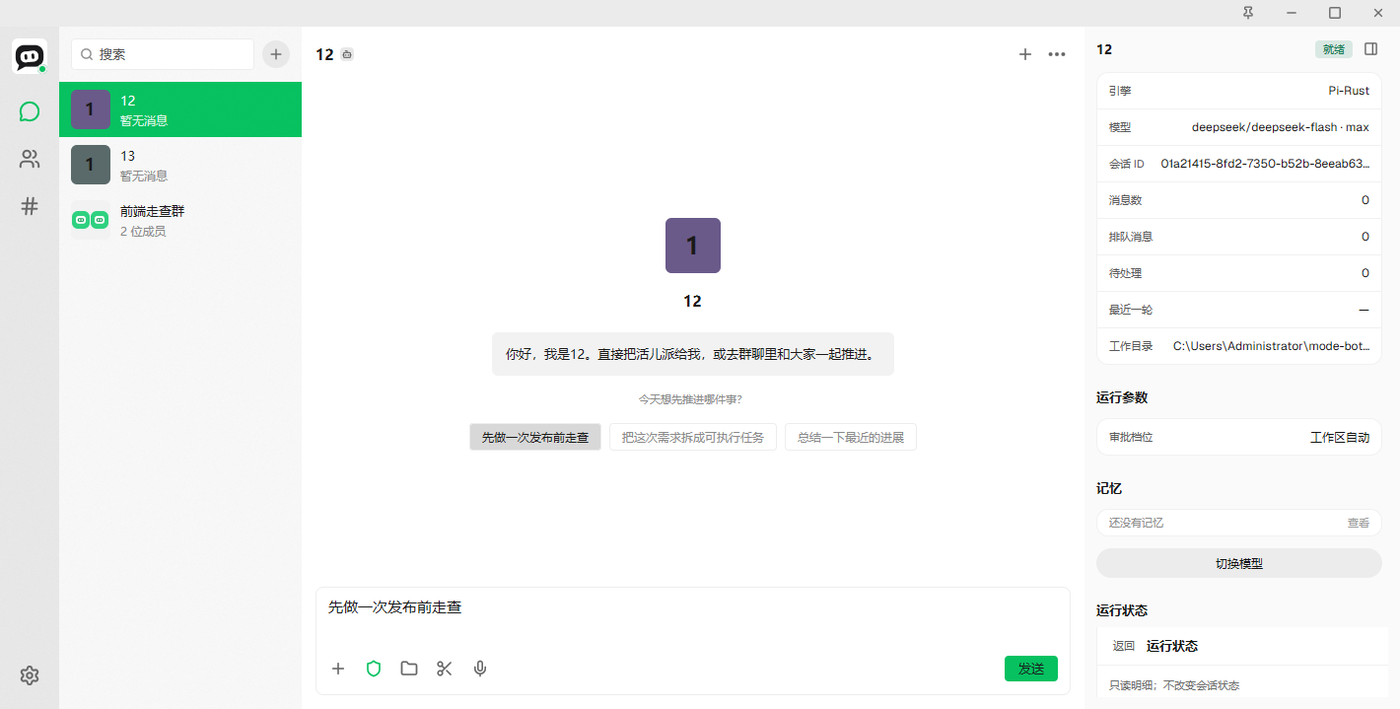 搜索
1
12
暂无消息
1
13
暂无消息
前端走查群
2 位成员
12
1
12
你好，我是12。直接把活儿派给我，或去群聊里和大家一起推进。
今天想先推进哪件事？
先做一次发布前走查
把这次需求拆成可执行任务
总结一下最近的进展
先做一次发布前走查
发送
12
就绪
引擎 Pi-Rust
模型 deepseek/deepseek-flash · max
会话 ID 01a21415-8fd2-7350-b52b-8eeab63...
消息数 0
排队消息 0
待处理 0
最近一轮 —
工作目录 C:\Users\Administrator\mode-bot...
运行参数
审批档位 工作区自动
记忆
还没有记忆 查看
切换模型
运行状态
返回 运行状态
只读明细；不改变会话状态